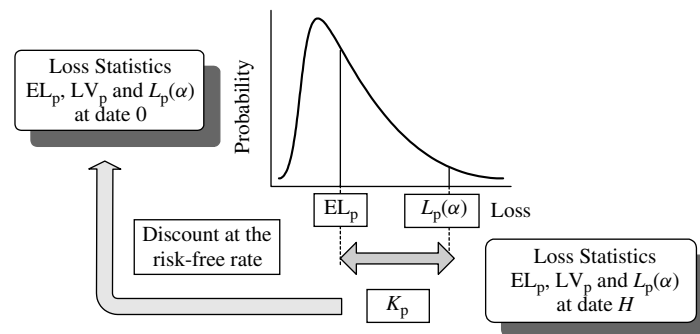 Loss Statistics
ELₚ, LVₚ and Lₚ(α)
at date 0
Probability
ELₚ
Lₚ(α)
Loss
Discount at the
risk-free rate
Kₚ
Loss Statistics
ELₚ, LVₚ and Lₚ(α)
at date H